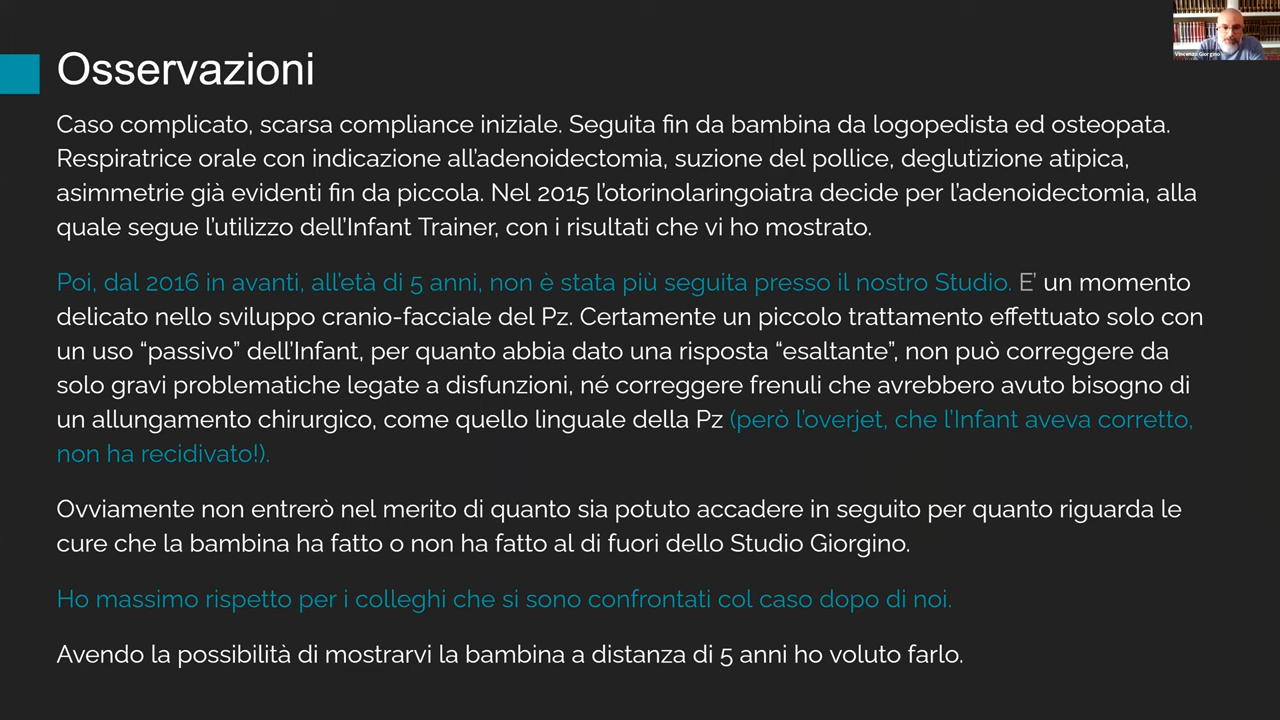 Osservazioni
Vincenzo Giorgino
Caso complicato, scarsa compliance iniziale. Seguita fin da bambina da logopedista ed osteopata.
Respiratrice orale con indicazione all'adenoidectomia, suzione del pollice, deglutizione atipica,
asimmetrie già evidenti fin da piccola. Nel 2015 l'otorinolaringoiatra decide per l'adenoidectomia, alla
quale segue l'utilizzo dell'Infant Trainer, con i risultati che vi ho mostrato.
Poi, dal 2016 in avanti, all'età di 5 anni, non è stata più seguita presso il nostro Studio. E' un momento
delicato nello sviluppo cranio-facciale del Pz. Certamente un piccolo trattamento effettuato solo con
un uso “passivo” dell'Infant, per quanto abbia dato una risposta “esaltante”, non può correggere da
solo gravi problematiche legate a disfunzioni, né correggere frenuli che avrebbero avuto bisogno di
un allungamento chirurgico, come quello linguale della Pz (però l'overjet, che l'Infant aveva corretto,
non ha recidivato!).
Ovviamente non entrerò nel merito di quanto sia potuto accadere in seguito per quanto riguarda le
cure che la bambina ha fatto o non ha fatto al di fuori dello Studio Giorgino.
Ho massimo rispetto per i colleghi che si sono confrontati col caso dopo di noi.
Avendo la possibilità di mostrarvi la bambina a distanza di 5 anni ho voluto farlo.